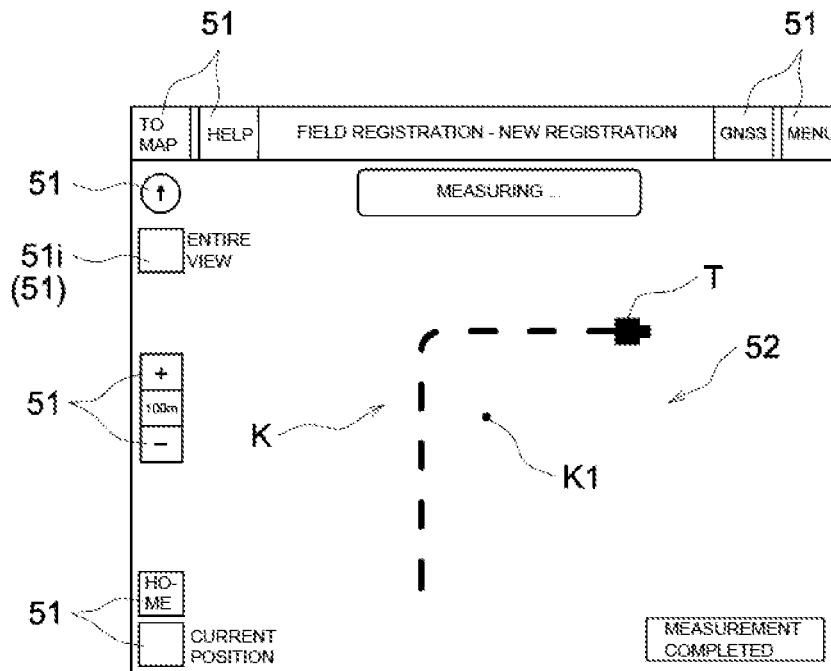 51
51
TO
MAP
HELP
FIELD REGISTRATION - NEW REGISTRATION
GNSS
MENU
51
↑
MEASURING ...
51i
(51)
ENTIRE
VIEW
T
52
51
+
100m
−
K
K1
51
HO-
ME
CURRENT
POSITION
MEASUREMENT
COMPLETED